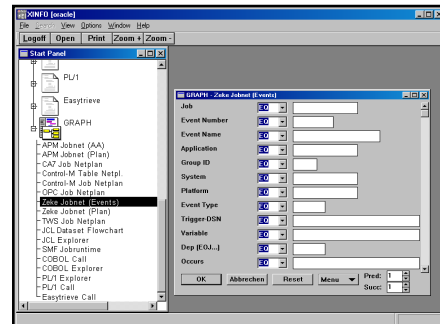 XINFO [oracle]
File Search View Options Window Help
Logoff Open Print Zoom + Zoom -
Start Panel
PL/1
Easytrieve
GRAPH
APM Jobnet (AA)
APM Jobnet (Plan)
CA7 Job Netplan
Control-M Table Netpl.
Control-M Job Netplan
OPC Job Netplan
Zeke Jobnet (Events)
Zeke Jobnet (Plan)
TWS Job Netplan
JCL Dataset Flowchart
JCL Explorer
SMF Jobruntime
COBOL Call
COBOL Explorer
PL/1 Explorer
PL/1 Call
Easytrieve Call
GRAPH - Zeke Jobnet (Events)
Job EQ
Event Number EQ
Event Name EQ
Application EQ
Group ID EQ
System EQ
Platform EQ
Event Type EQ
Trigger-DSN EQ
Variable EQ
Dep (EOJ...) EQ
Occurs EQ
OK Abbrechen Reset Menu Pred: 1
Succ: 1